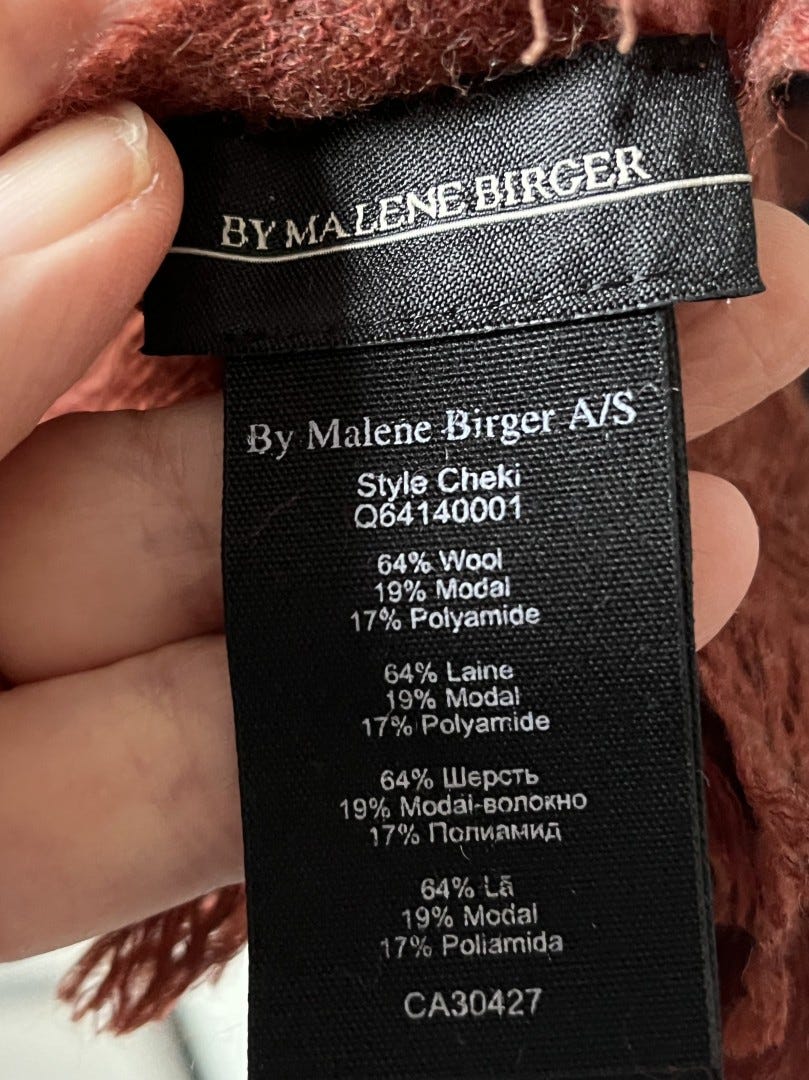 BY MALENE BIRGER
By Malene Birger A/S
Style Cheki
Q64140001
64% Wool
19% Modal
17% Polyamide
64% Laine
19% Modal
17% Polyamide
64% Шерсть
19% Modal-волокно
17% Полиамид
64% Lã
19% Modal
17% Poliamida
CA30427